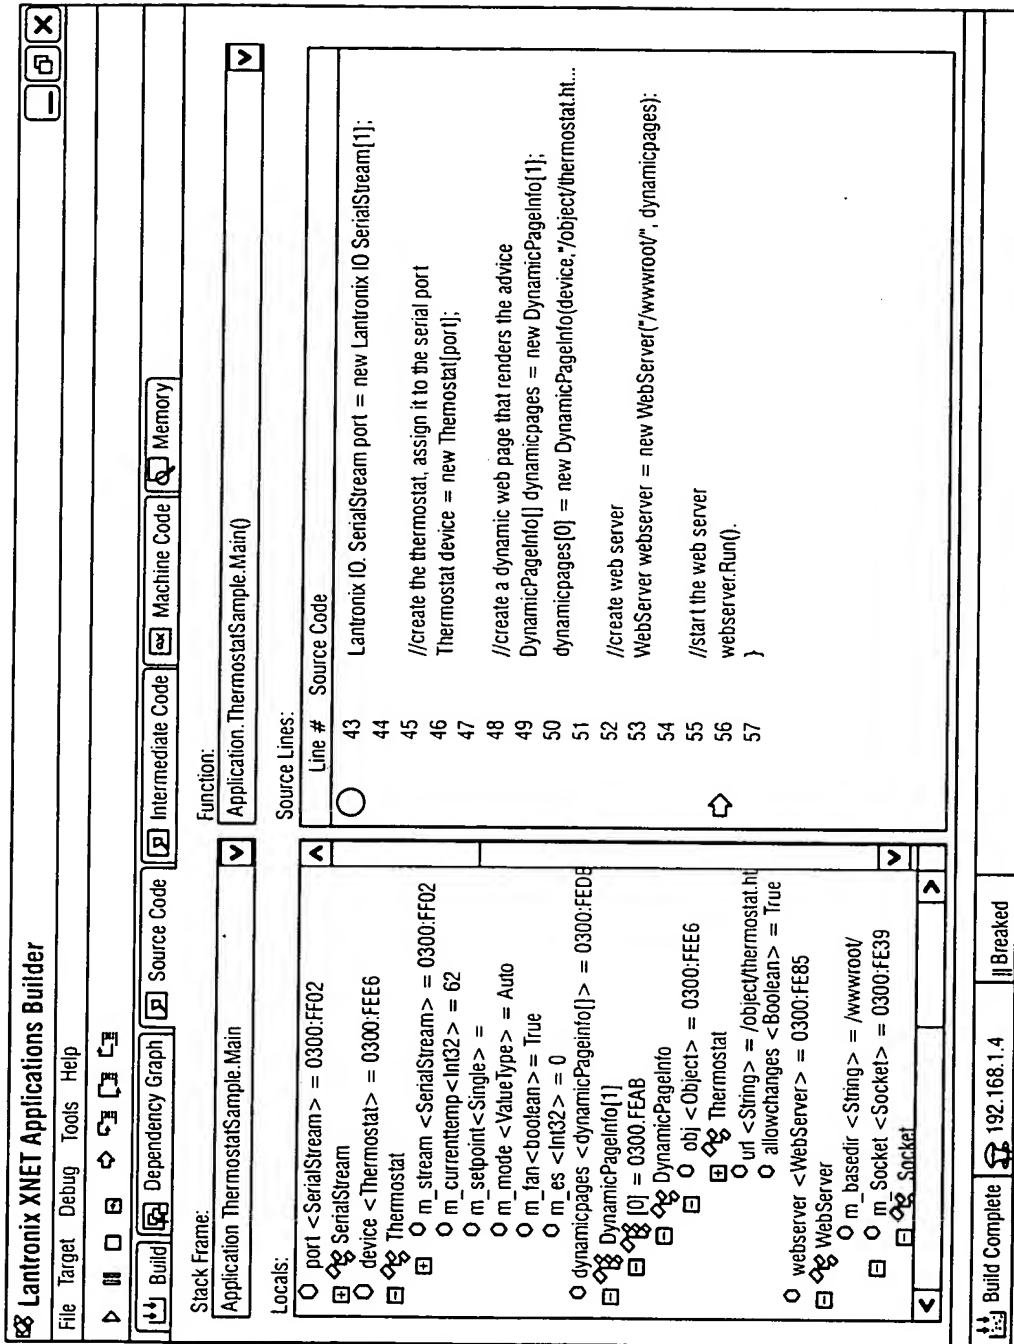 Lantronix XNET Applications Builder
File Target Debug Tools Help
Build Dependency Graph Source Code Intermediate Code Machine Code Memory
Stack Frame:
Application ThermostatSample.Main
Function:
Application.ThermostatSample.Main()
Locals:
port <SerialStream> = 0300:FF02
SerialStream
device <Thermostat> = 0300:FEE6
Thermostat
m_stream <SerialStream> = 0300:FF02
m_currenttemp<Int32> = 62
m_setpoint<Single> =
m_mode <ValueType> = Auto
m_fan<boolean> = True
m_es <Int32> = 0
dynamicpages <dynamicPageinfo[]> = 0300:FEDB
DynamicPageInfo[1]
[0] = 0300.FEAB
DynamicPageInfo
obj <Object> = 0300:FEE6
Thermostat
url <String> = /object/thermostat.ht
allowchanges <Boolean> = True
webserver <WebServer> = 0300:FE85
WebServer
m_basedir <String> = /wwwroot/
m Socket <Socket> = 0300:FE39
Socket
Source Lines:
Line # Source Code
43 Lantronix IO. SerialStream port = new Lantronix IO SerialStream[1];
44
45 //create the thermostat, assign it to the serial port
46 Thermostat device = new Themostat[port];
47
48 //create a dynamic web page that renders the advice
49 DynamicPageInfo[] dynamicpages = new DynamicPageInfo[1];
50 dynamicpages[0] = new DynamicPageInfo(device,"/object/thermostat.ht...
51
52 //create web server
53 WebServer webserver = new WebServer("/wwwroot/", dynamicpages):
54
55 //start the web server
56 webserver.Run().
57 }
Build Complete 192.168.1.4 || Breaked